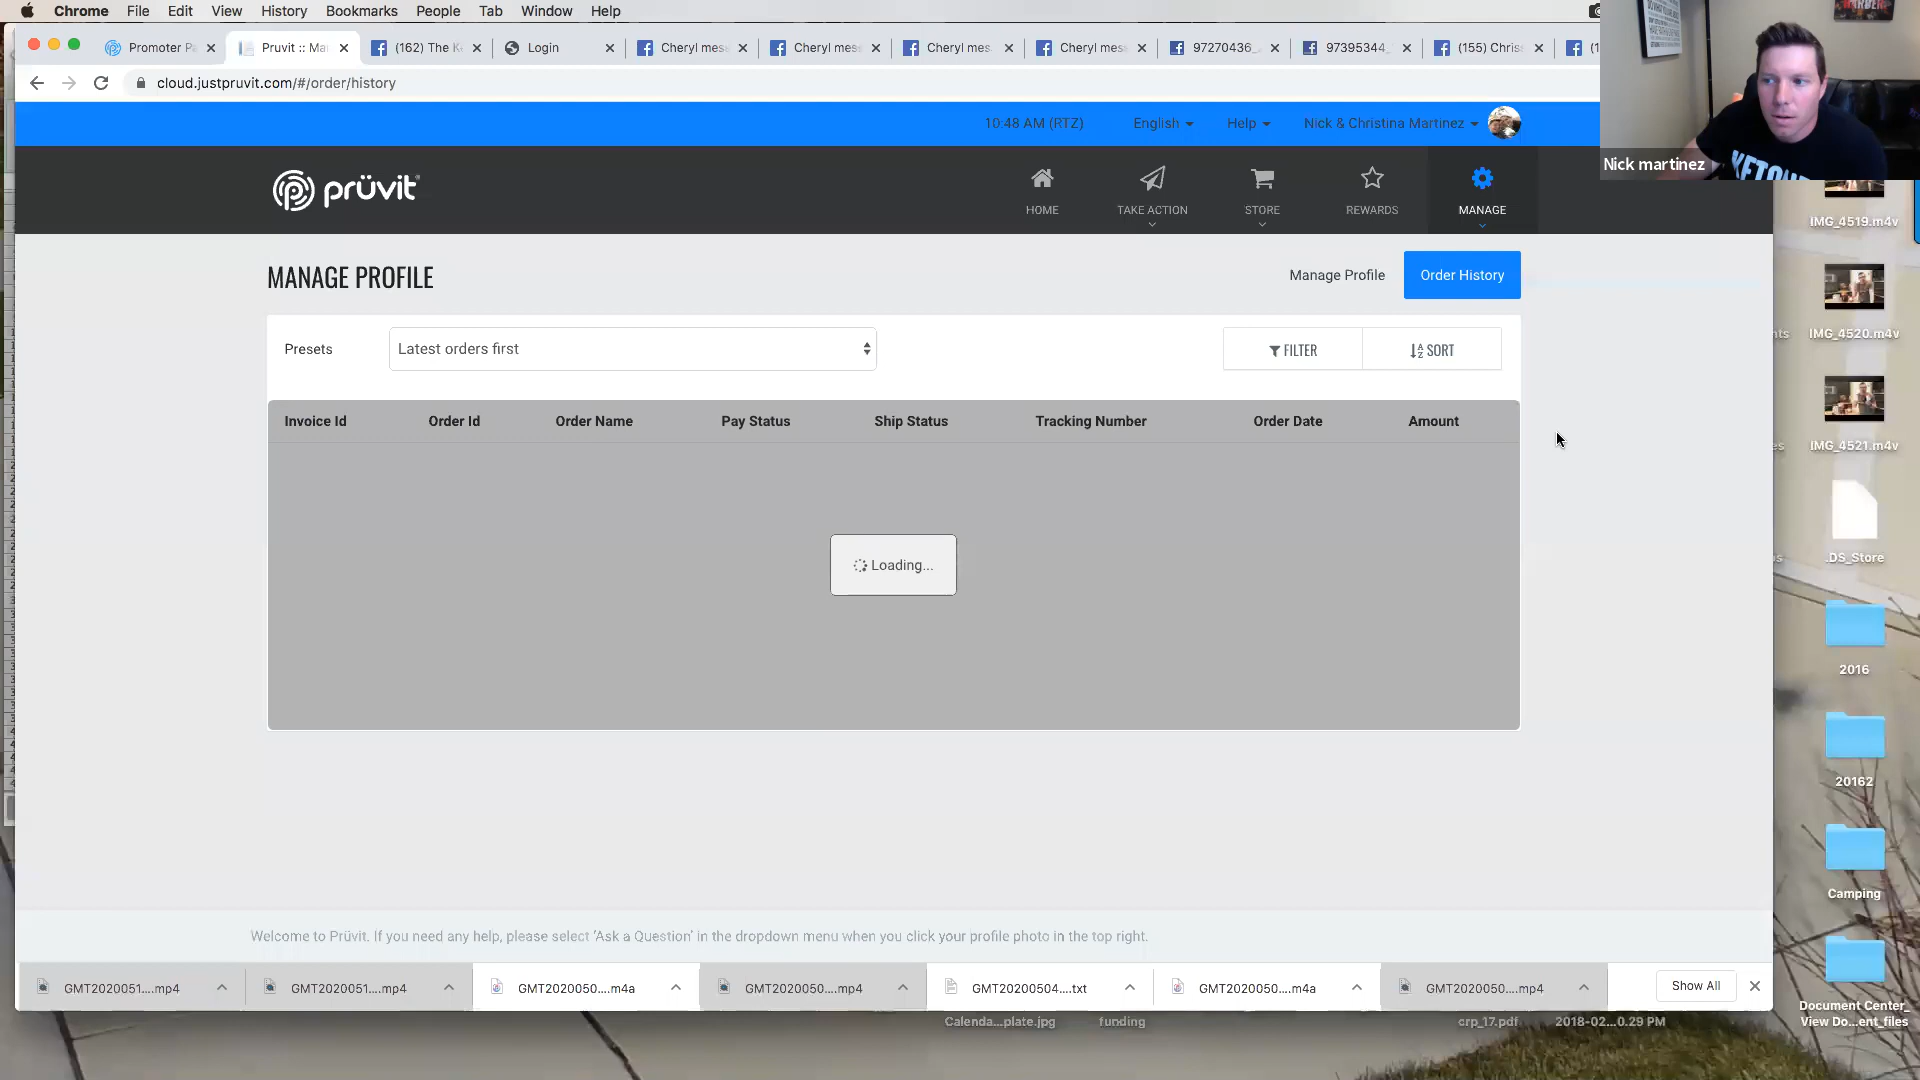 Chrome File Edit View History Bookmarks People Tab Window Help
Promoter Pa
Pruvit :: Ma
(162) The K
Login
Cheryl mes
Cheryl mes
Cheryl mes
Cheryl mes
97270436_
97395344_
(155) Chris
cloud.justpruvit.com/#/order/history
10:48 AM (RTZ) English Help Nick & Christina Martinez
Nick martinez
prüvit
HOME TAKE ACTION STORE REWARDS MANAGE
MANAGE PROFILE
Manage Profile Order History
Presets Latest orders first FILTER SORT
Invoice Id Order Id Order Name Pay Status Ship Status Tracking Number Order Date Amount
Loading...
Welcome to Prüvit. If you need any help, please select ‘Ask a Question’ in the dropdown menu when you click your profile photo in the top right.
GMT2020051....mp4 GMT2020051....mp4 GMT2020050....m4a GMT2020050....mp4 GMT20200504....txt GMT2020050....m4a GMT2020050....mp4 Show All
Calenda...plate.jpg funding crp_17.pdf 2018-02...0.29 PM
IMG_4519.m4v
IMG_4520.m4v
IMG_4521.m4v
.DS_Store
2016
20162
Camping
Document Center_
View Do...ent_files